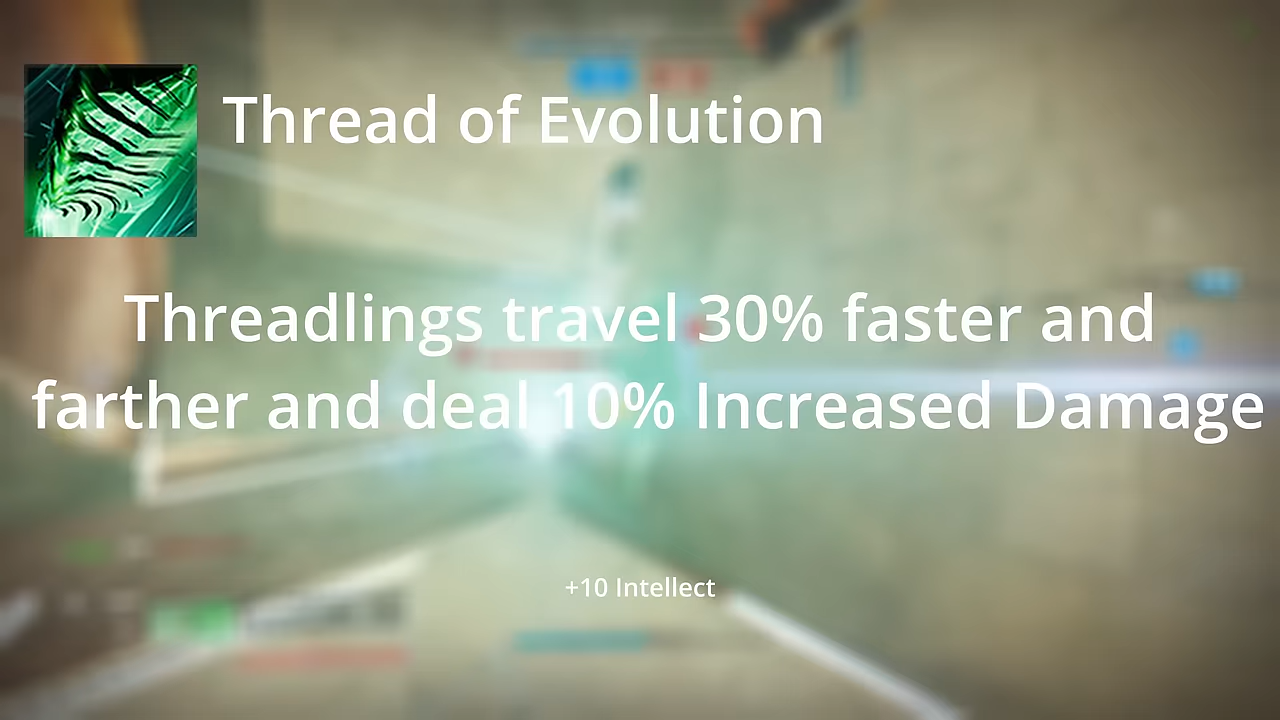 Thread of Evolution
Threadlings travel 30% faster and
farther and deal 10% Increased Damage
+10 Intellect